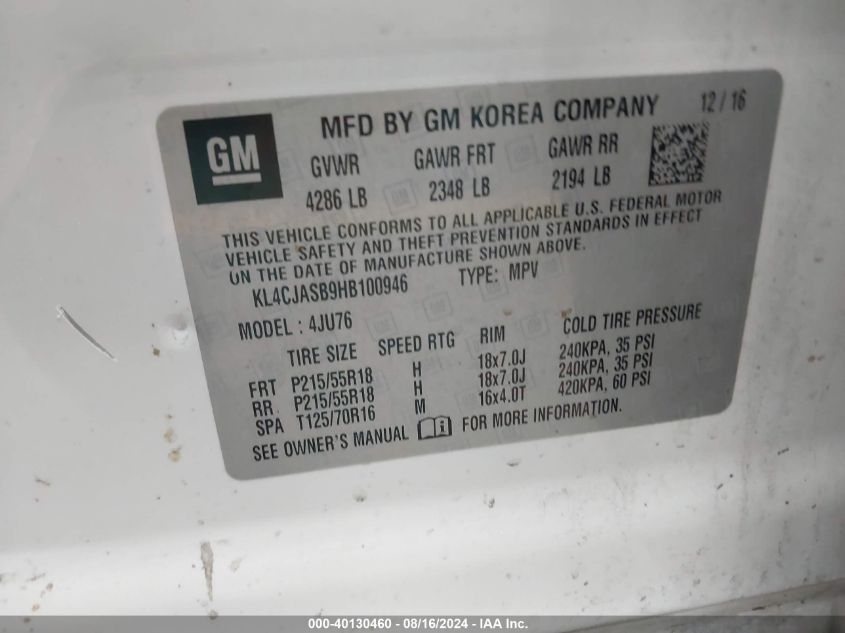 GM
MFD BY GM KOREA COMPANY 12/16
GVWR GAWR FRT GAWR RR
4286 LB 2348 LB 2194 LB
THIS VEHICLE CONFORMS TO ALL APPLICABLE U.S. FEDERAL MOTOR
VEHICLE SAFETY AND THEFT PREVENTION STANDARDS IN EFFECT
ON THE DATE OF MANUFACTURE SHOWN ABOVE.
KL4CJASB9HB100946 TYPE: MPV
MODEL : 4JU76
TIRE SIZE SPEED RTG RIM COLD TIRE PRESSURE
FRT P215/55R18 H 18x7.0J 240KPA, 35 PSI
RR P215/55R18 H 18x7.0J 240KPA, 35 PSI
SPA T125/70R16 M 16x4.0T 420KPA, 60 PSI
SEE OWNER'S MANUAL FOR MORE INFORMATION.
000-40130460 - 08/16/2024 - IAA Inc.